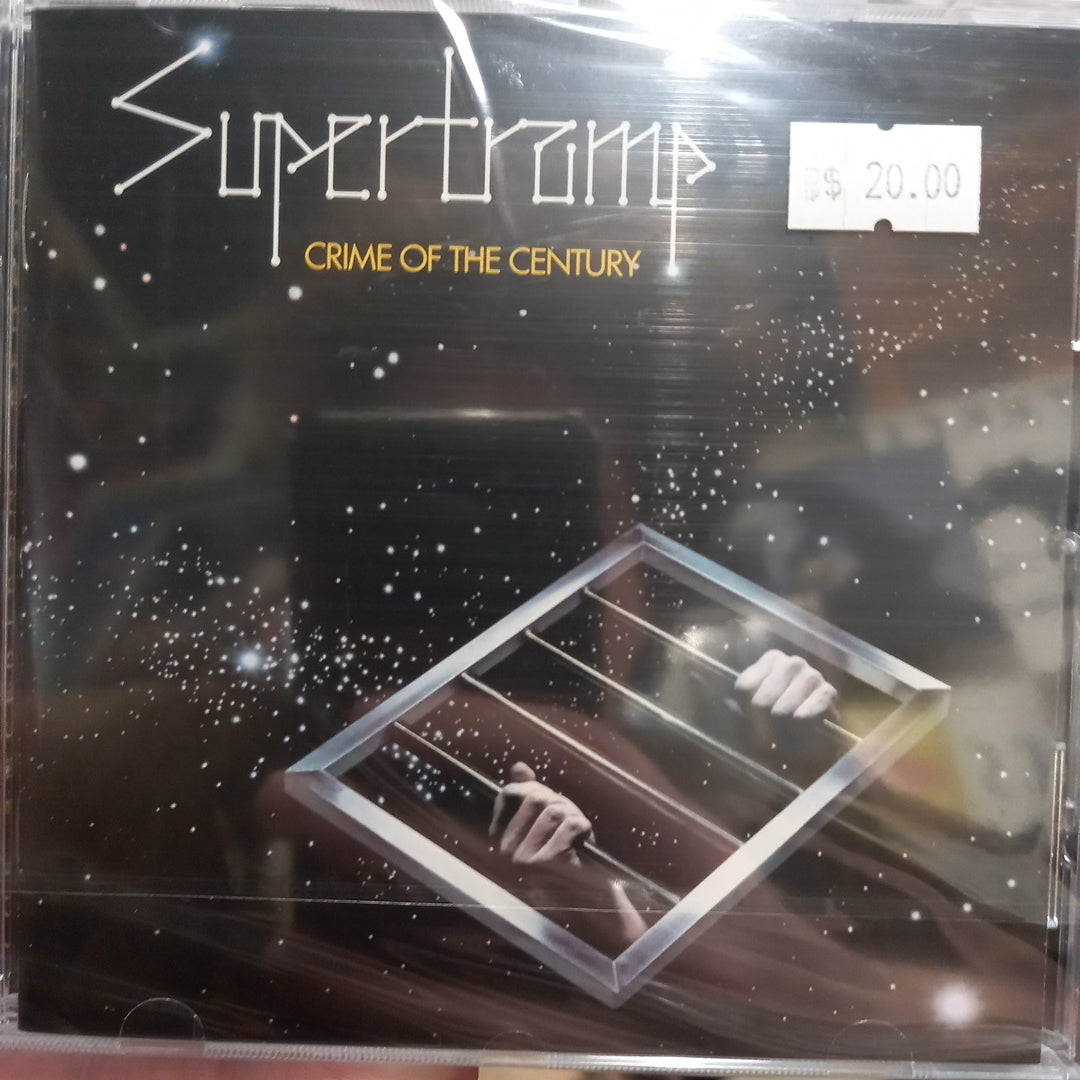 Supertramp
B$ 20.00
CRIME OF THE CENTURY